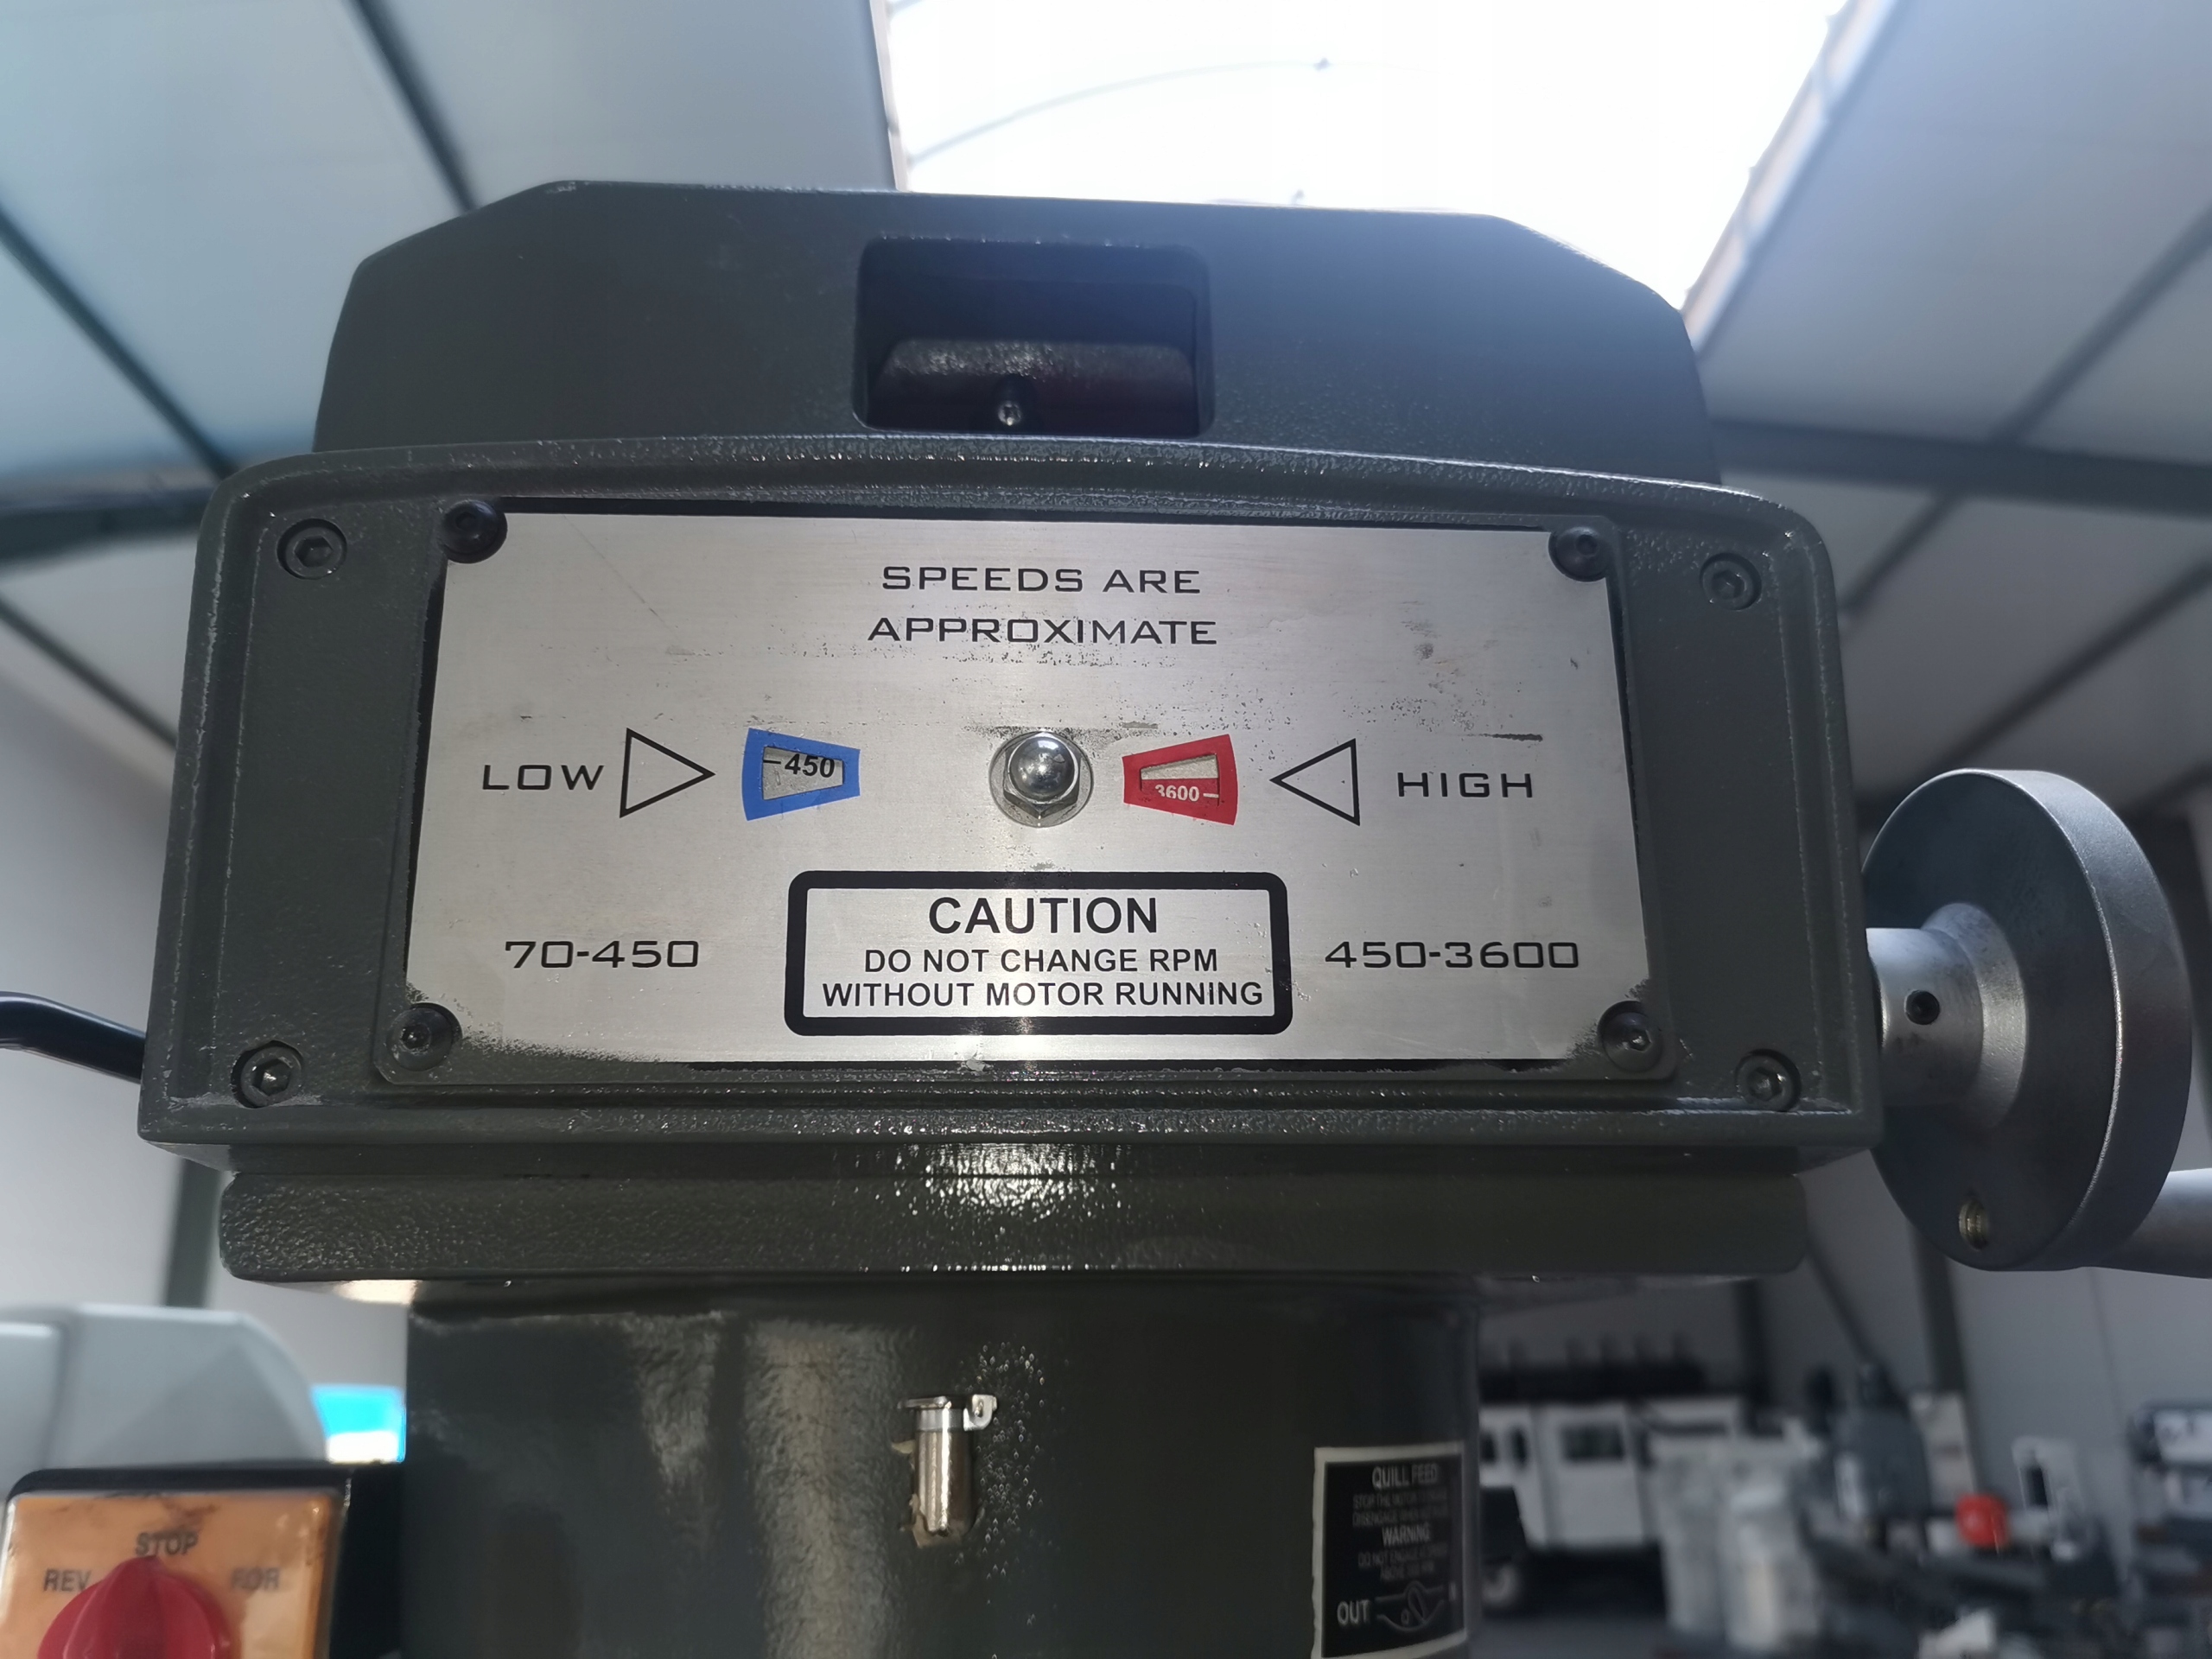 SPEEDS ARE
APPROXIMATE
LOW
450
3600
HIGH
70-450
CAUTION
DO NOT CHANGE RPM
WITHOUT MOTOR RUNNING
450-3600
STOP
REV
FOR
QUILL FEED
WARNING
OUT